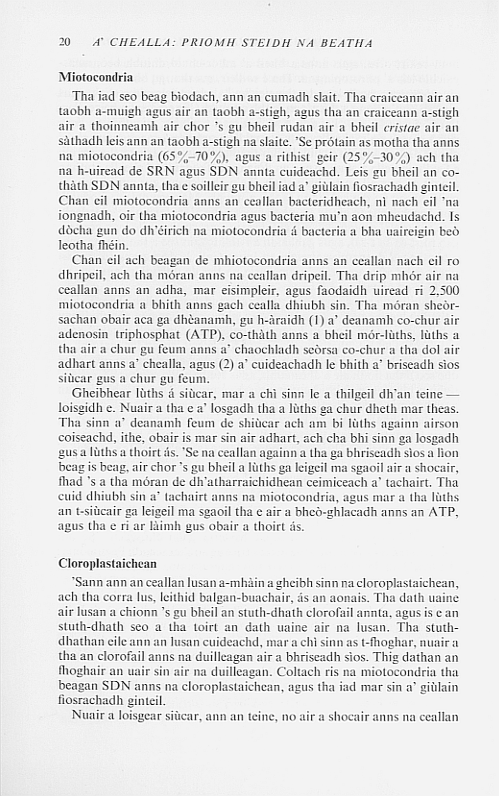 20 A' CHEALLA: PRIOMH STEIDH NA BEATHA
Miotocondria
Tha iad seo beag bìodach, ann an cumadh slait. Tha craiceann air an
taobh a-muigh agus air an taobh a-stigh, agus tha an craiceann a-stigh
air a thoinneamh air chor 's gu bheil rudan air a bheil cristae air an
sàthadh leis ann an taobh a-stigh na slaite. 'Se prótain as motha tha anns
na miotocondria (65%–70%), agus a rithist geir (25%–30%) ach tha
na h-uiread de SRN agus SDN annta cuideachd. Leis gu bheil an co-
thàth SDN annta, tha e soilleir gu bheil iad a' giùlain fiosrachadh ginteil.
Chan eil miotocondria anns an ceallan bacteridheach, nì nach eil 'na
iongnadh, oir tha miotocondria agus bacteria mu'n aon mheudachd. Is
dòcha gun do dh'éirich na miotocondria á bacteria a bha uaireigin beò
leotha fhéin.
Chan eil ach beagan de mhiotocondria anns an ceallan nach eil ro
dhripeil, ach tha móran anns na ceallan dripeil. Tha drip mhór air na
ceallan anns an adha, mar eisimpleir, agus faodaidh uiread ri 2,500
miotocondria a bhith anns gach cealla dhiubh sin. Tha móran sheòr-
sachan obair aca ga dhèanamh, gu h-àraidh (1) a' deanamh co-chur air
adenosin triphosphat (ATP), co-thàth anns a bheil mór-lùths, lùths a
tha air a chur gu feum anns a' chaochladh seòrsa co-chur a tha dol air
adhart anns a' chealla, agus (2) a' cuideachadh le bhith a' briseadh sìos
siùcar gus a chur gu feum.
Gheibhear lùths á siùcar, mar a chì sinn le a thilgeil dh'an teine —
loisgidh e. Nuair a tha e a' losgadh tha a lùths ga chur dheth mar theas.
Tha sinn a' deanamh feum de shiùcar ach am bi lùths againn airson
coiseachd, ithe, obair is mar sin air adhart, ach cha bhi sinn ga losgadh
gus a lùths a thoirt ás. 'Se na ceallan againn a tha ga bhriseadh sìos a lìon
beag is beag, air chor 's gu bheil a lùths ga leigeil ma sgaoil air a shocair,
fhad 's a tha móran de dh'atharraichidhean ceimiceach a' tachairt. Tha
cuid dhiubh sin a' tachairt anns na miotocondria, agus mar a tha lùths
an t-siùcair ga leigeil ma sgaoil tha e air a bheò-ghlacadh anns an ATP,
agus tha e ri ar làimh gus obair a thoirt ás.
Cloroplastaichean
'Sann ann an ceallan lusan a-mhàin a gheibh sinn na cloroplastaichean,
ach tha corra lus, leithid balgan-buachair, ás an aonais. Tha dath uaine
air lusan a chionn 's gu bheil an stuth-dhath clorofail annta, agus is e an
stuth-dhath seo a tha toirt an dath uaine air na lusan. Tha stuth-
dhathan eile ann an lusan cuideachd, mar a chì sinn as t-fhoghar, nuair a
tha an clorofail anns na duilleagan air a bhriseadh sìos. Thig dathan an
fhoghair an uair sin air na duilleagan. Coltach ris na miotocondria tha
beagan SDN anns na cloroplastaichean, agus tha iad mar sin a' giùlain
fiosrachadh ginteil.
Nuair a loisgear siùcar, ann an teine, no air a shocair anns na ceallan